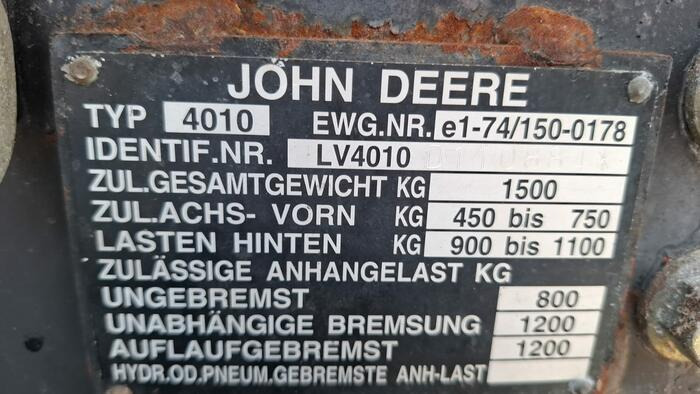 JOHN DEERE
TYP 4010 EWG.NR. e1-74/150-0178
IDENTIF.NR. LV4010
ZUL.GESAMTGEWICHT KG 1500
ZUL.ACHS- VORN KG 450 bis 750
LASTEN HINTEN KG 900 bis 1100
ZULÄSSIGE ANHANGELAST KG
UNGEBREMST 800
UNABHÄNGIGE BREMSUNG 1200
AUFLAUFGEBREMST 1200
HYDR.OD.PNEUM.GEBREMSTE ANH-LAST